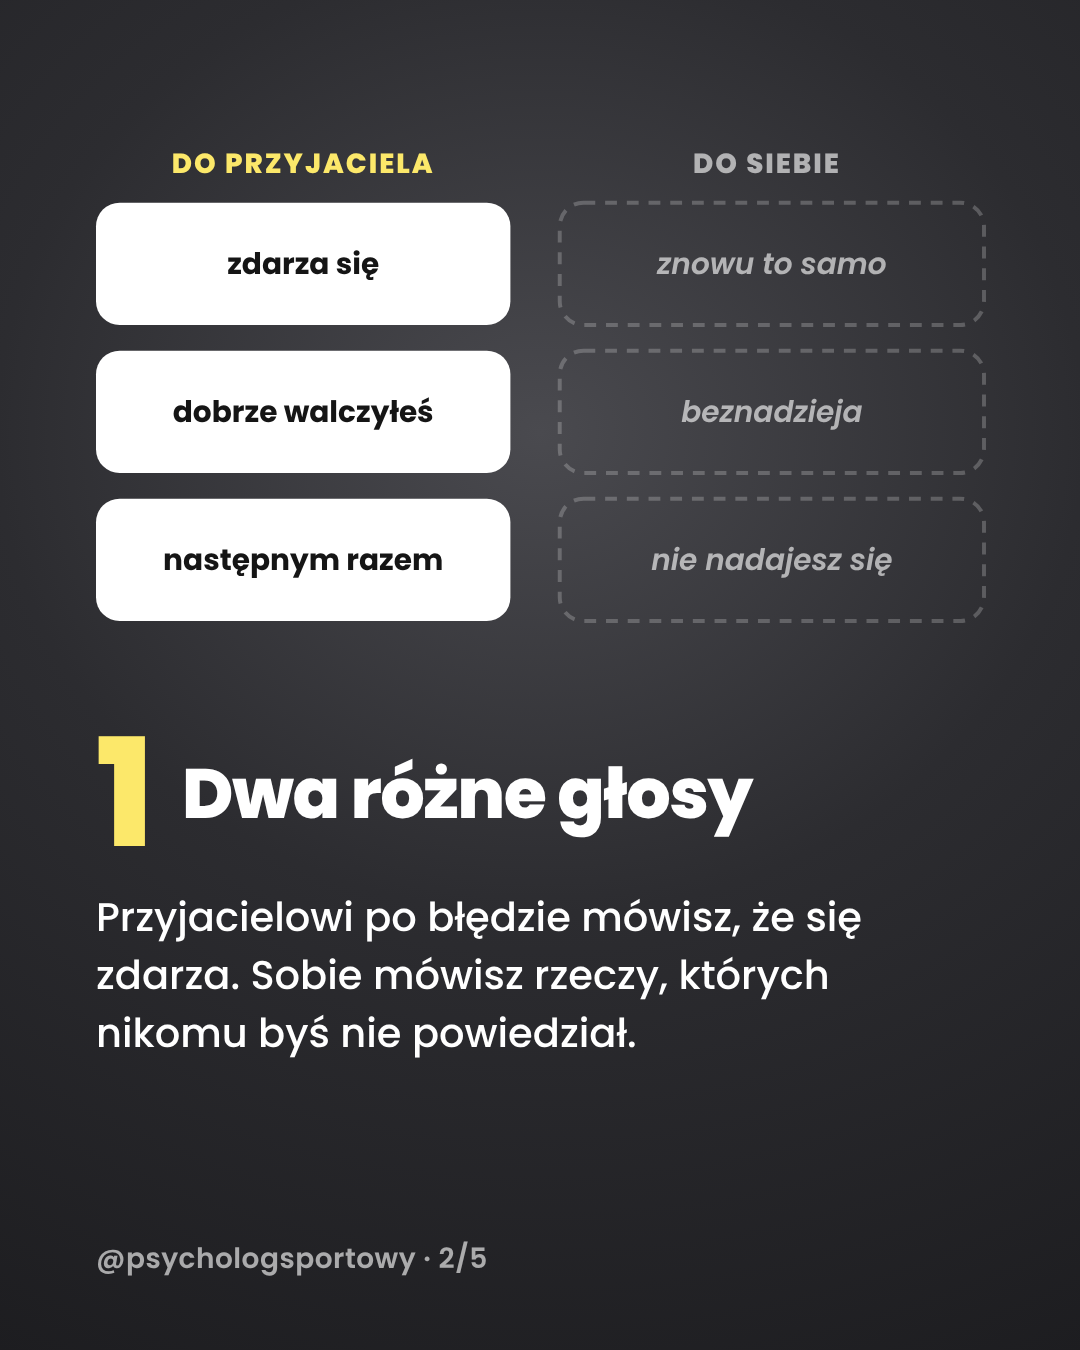 DO PRZYJACIELA
DO SIEBIE
zdarza się
znowu to samo
dobrze walczyłeś
beznadzieja
następnym razem
nie nadajesz się
1 Dwa różne głosy
Przyjacielowi po błędzie mówisz, że się
zdarza. Sobie mówisz rzeczy, których
nikomu byś nie powiedział.
@psychologsportowy · 2/5